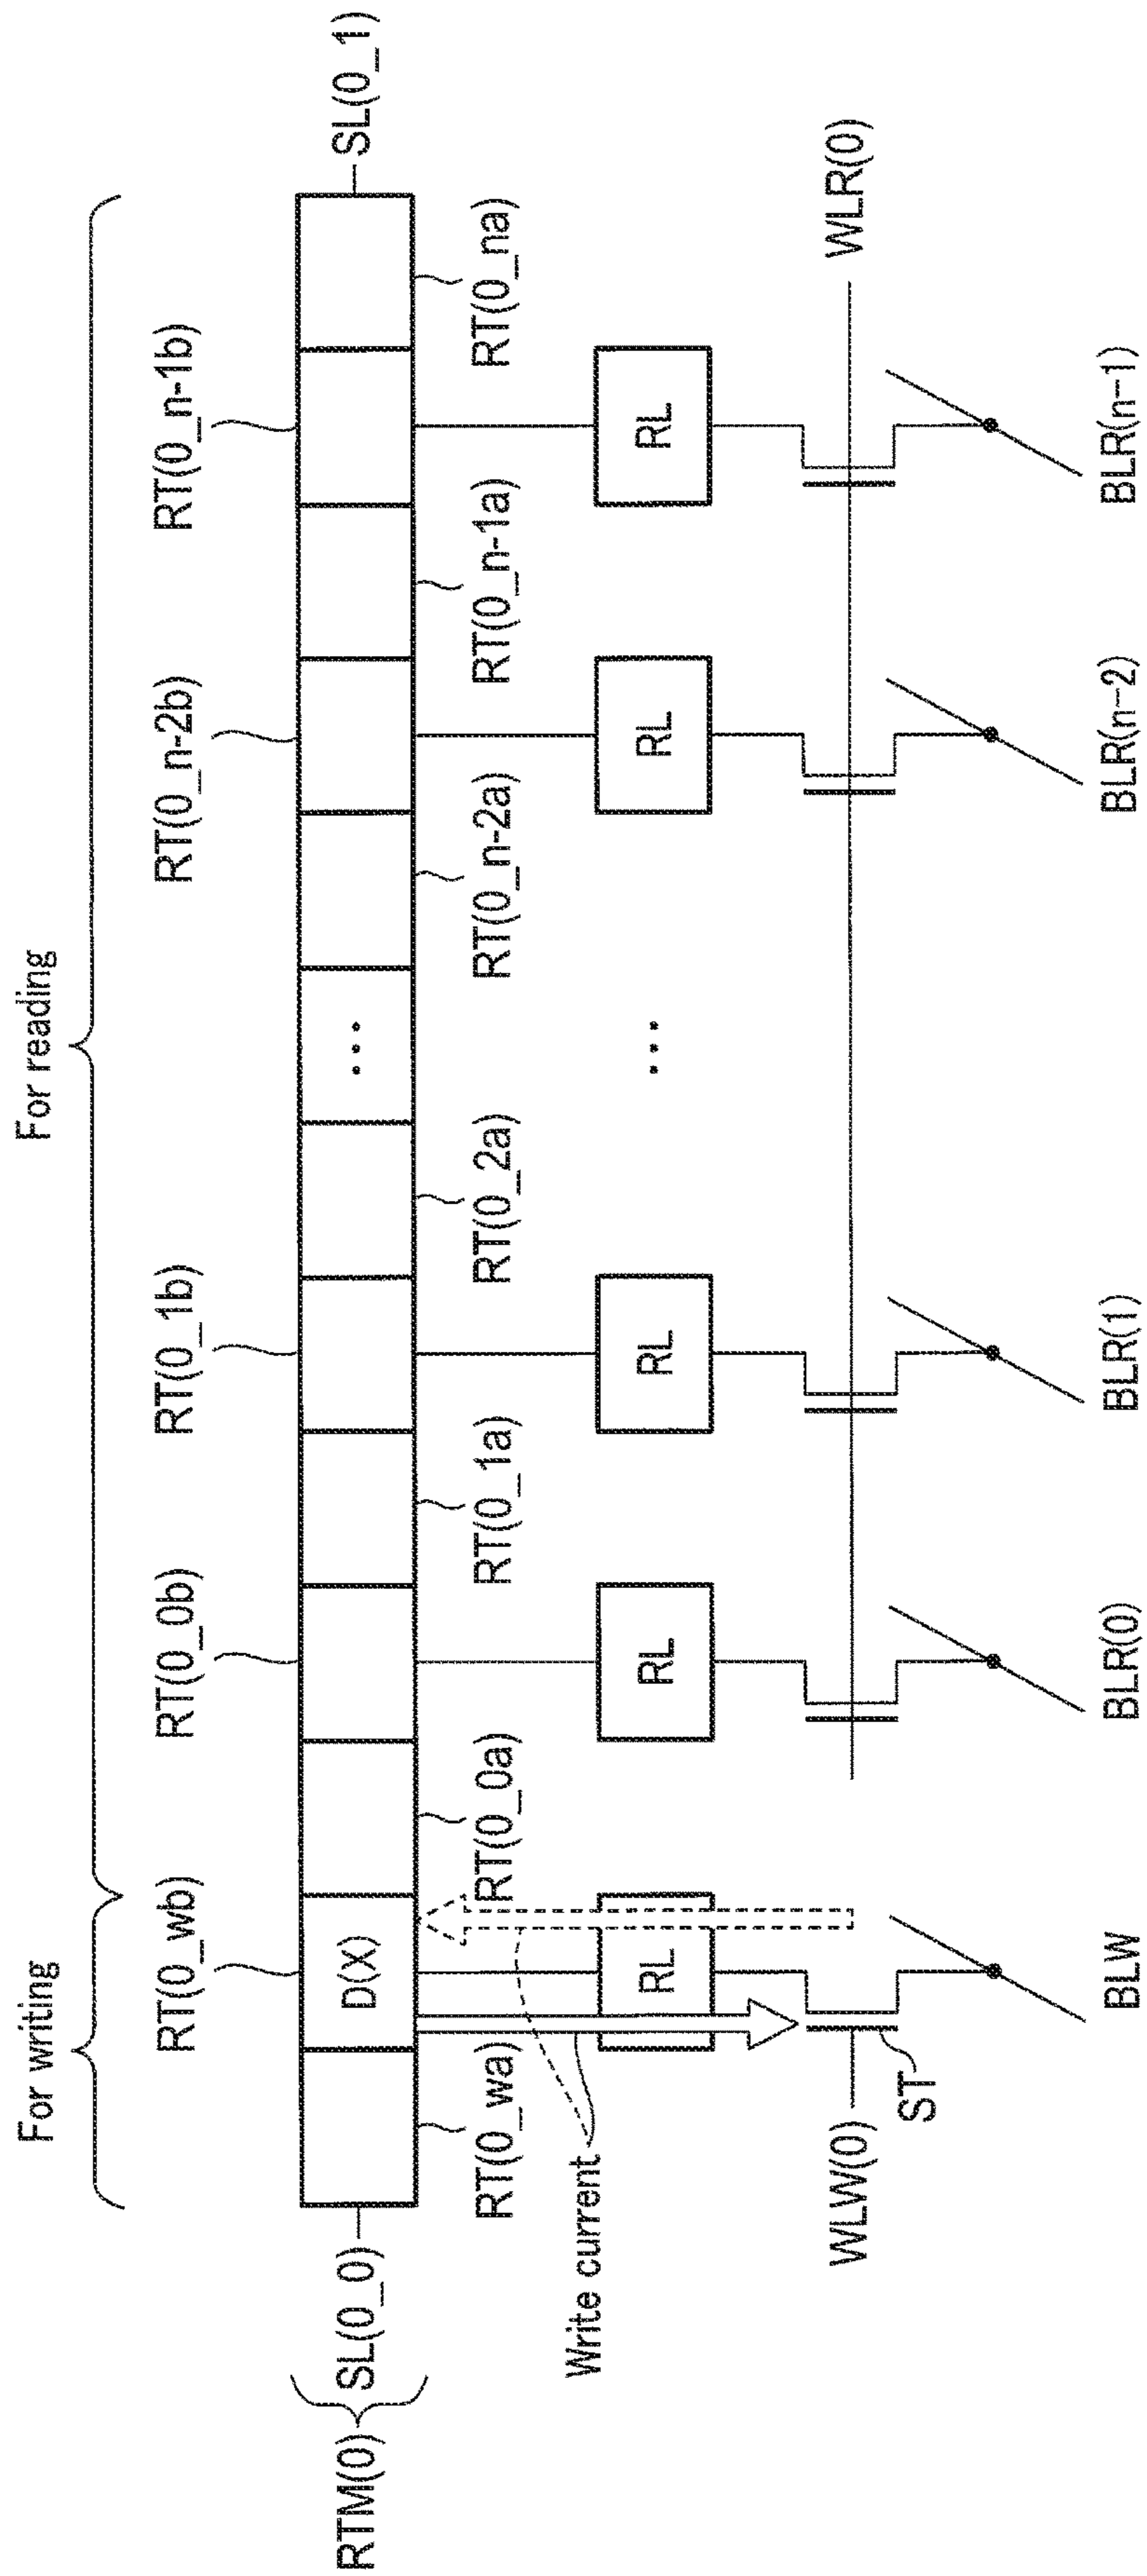 For writing
For reading
RT(0_wb)
RT(0_0b)
RT(0_1b)
RT(0_n-2b)
RT(0_n-1b)
RTM(0)
SL(0_0)
D(X)
...
SL(0_1)
RT(0_wa)
RT(0_0a)
RT(0_1a)
RT(0_2a)
RT(0_n-2a)
RT(0_n-1a)
RT(0_na)
Write current
RL
RL
RL
...
RL
RL
WLW(0)
ST
WLR(0)
BLW
BLR(0)
BLR(1)
BLR(n-2)
BLR(n-1)